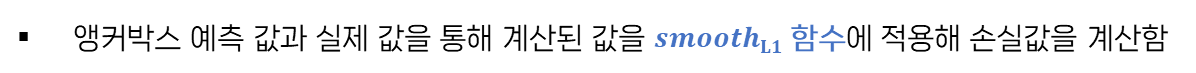 ▪ 앵커박스 예측 값과 실제 값을 통해 계산된 값을 smooth_L1 함수에 적용해 손실값을 계산함